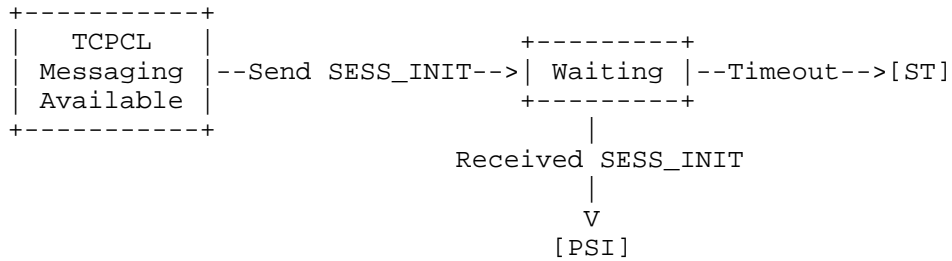 +-----------+
|   TCPCL   |                    +---------+
| Messaging |--Send SESS_INIT-->| Waiting |--Timeout-->[ST]
| Available |                    +---------+
+-----------+                         |
                             Received SESS_INIT
                                      |
                                      V
                                    [PSI]